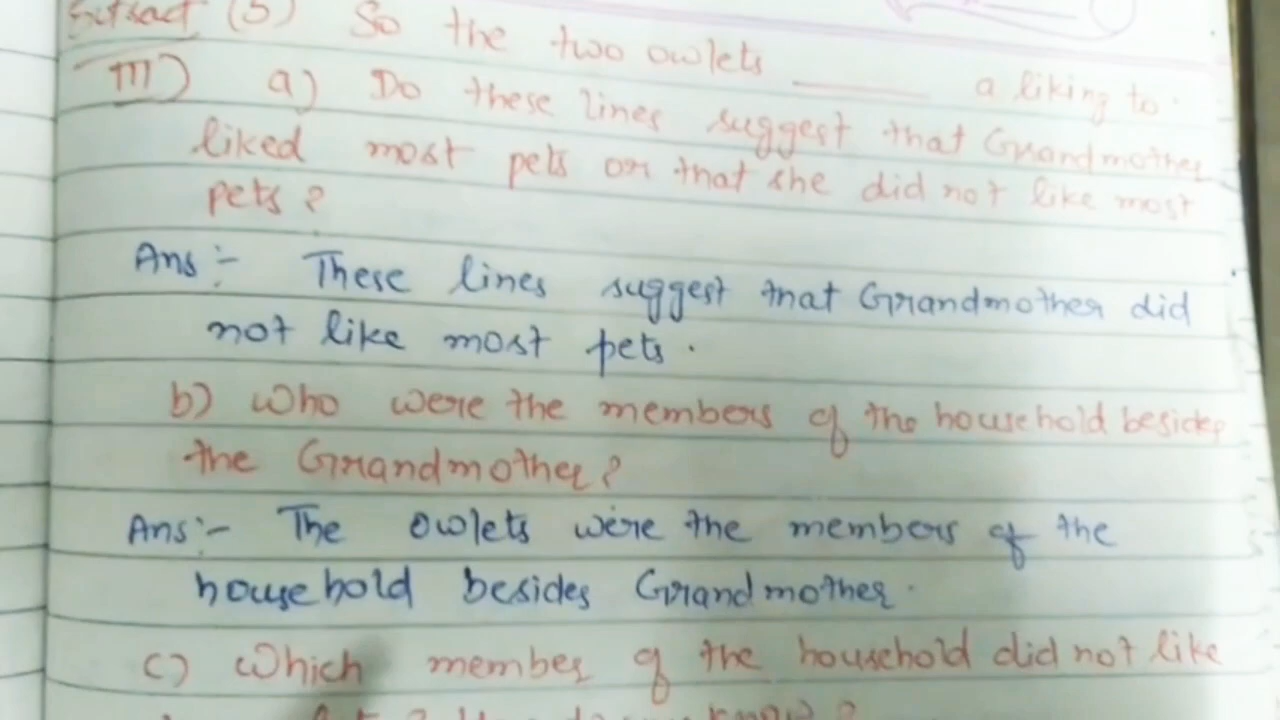 Extract (5) So the two owlets ______ a liking to.
III) a) Do these lines suggest that Grandmother
liked most pets or that she did not like most
pets?
Ans :- These lines suggest that Grandmother did
not like most pets.
b) Who were the members of the household besides
the Grandmother?
Ans :- The owlets were the members of the
household besides Grandmother.
c) Which member of the household did not like
know?